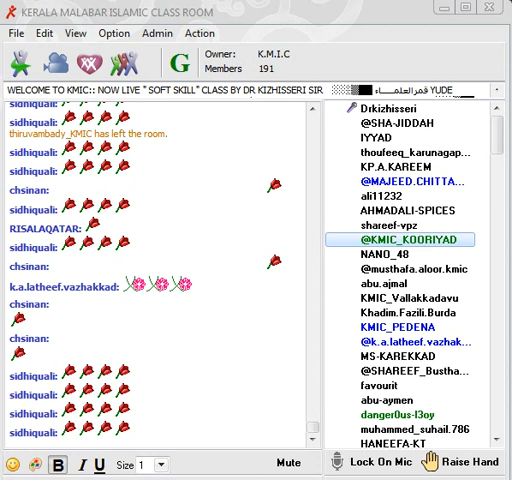 KERALA MALABAR ISLAMIC CLASS ROOM
File Edit View Option Admin Action
G Owner: K.M.I.C
Members 191
WELCOME TO KMIC:: NOW LIVE " SOFT SKILL" CLASS BY DR KIZHISSERI SIR قمرالعلمـــاء YUDE
sidhiquali:
sidhiquali:
thiruvambady_KMIC has left the room.
sidhiquali:
sidhiquali:
chsinan:
sidhiquali:
RISALAQATAR:
sidhiquali:
chsinan:
k.a.latheef.vazhakkad:
chsinan:
chsinan:
sidhiquali:
sidhiquali:
sidhiquali:
sidhiquali:
B I U Size 1 Mute
Drkizhisseri
@SHA-JIDDAH
IYYAD
thoufeeq_karunagap...
KP.A.KAREEM
@MAJEED.CHITTA...
ali11232
AHMADALI-SPICES
shareef-vpz
@KMIC_KOORIYAD
NANO_48
@musthafa.aloor.kmic
abu.ajmal
KMIC_Vallakkadavu
Khadim.Fazili.Burda
KMIC_PEDENA
@k.a.latheef.vazhak...
MS-KAREKKAD
@SHAREEF_Bustha...
favourit
abu-aymen
danger0us-l3oy
muhammed_suhail.786
HANEEFA-KT
Lock On Mic Raise Hand